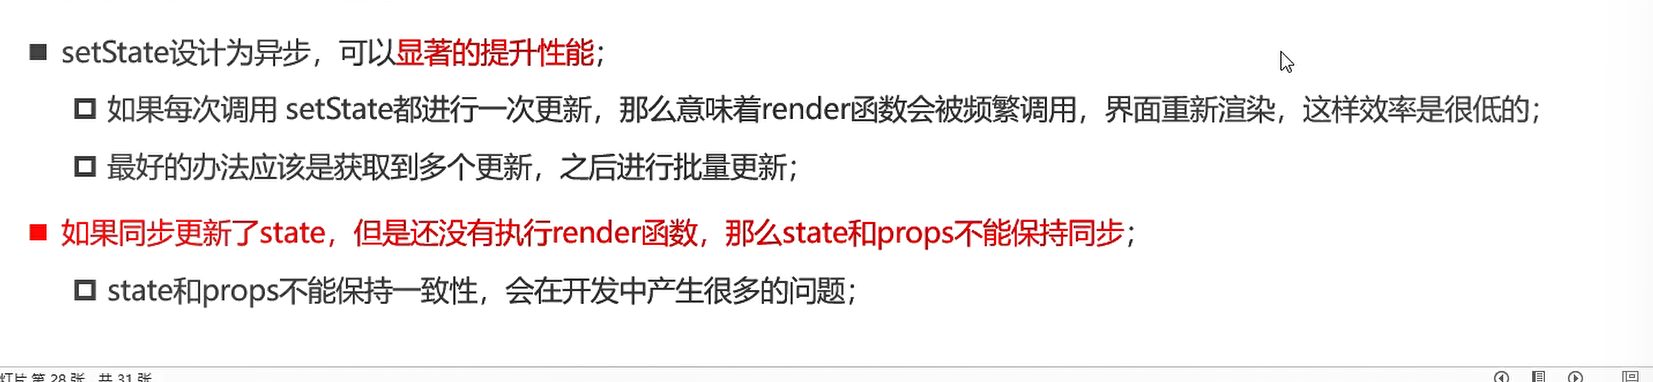 setState设计为异步，可以显著的提升性能；
如果每次调用 setState都进行一次更新，那么意味着render函数会被频繁调用，界面重新渲染，这样效率是很低的；
最好的办法应该是获取到多个更新，之后进行批量更新；
如果同步更新了state，但是还没有执行render函数，那么state和props不能保持同步；
state和props不能保持一致性，会在开发中产生很多的问题；
灯片 第 28 张，共 31 张